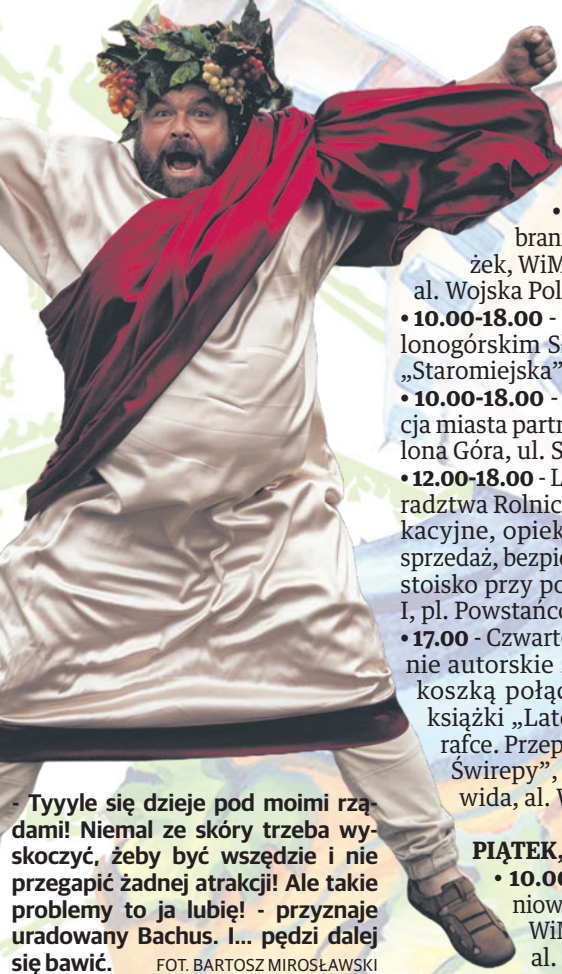 •
żek, WiM
al. Wojska Pol
• 10.00-18.00 -
lonogórskim S
„Staromiejska”
• 10.00-18.00 -
cja miasta partn
lona Góra, ul. S
• 12.00-18.00 - L
radztwa Rolnic
kacyjne, opiek
sprzedaż, bezpie
stoisko przy po
I, pl. Powstańco
• 17.00 - Czwarto
nie autorskie
koszką połąc
książki „Lato
rafce. Przep
Świrepy”,
wida, al. W
PIĄTEK,
• 10.00
niow
WiM
al.
- Tyyyle się dzieje pod moimi rzą-
dami! Niemal ze skóry trzeba wy-
skoczyć, żeby być wszędzie i nie
przegapić żadnej atrakcji! Ale takie
problemy to ja lubię! - przyznaje
uradowany Bachus. I... pędzi dalej
się bawić. FOT. BARTOSZ MIROSŁAWSKI